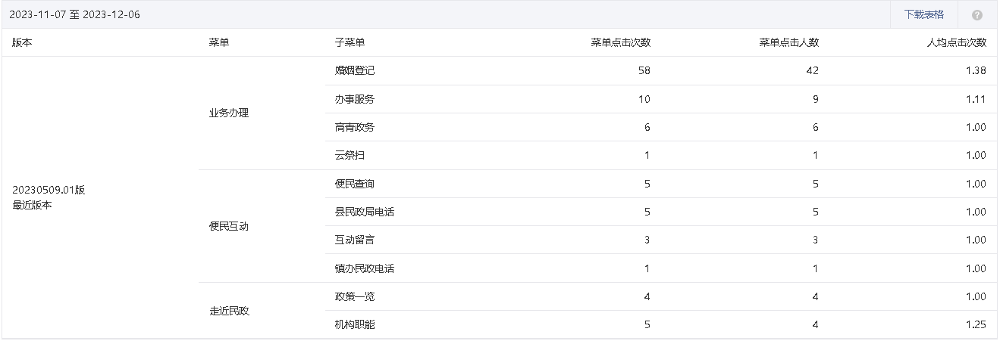 2023-11-07 至 2023-12-06 下载表格 ?
版本 菜单 子菜单 菜单点击次数 菜单点击人数 人均点击次数
婚姻登记 58 42 1.38
办事服务 10 9 1.11
业务办理
高青政务 6 6 1.00
云祭扫 1 1 1.00
便民查询 5 5 1.00
20230509.01版
最近版本
县民政局电话 5 5 1.00
便民互动
互动留言 3 3 1.00
镇办民政电话 1 1 1.00
政策一览 4 4 1.00
走近民政
机构职能 5 4 1.25